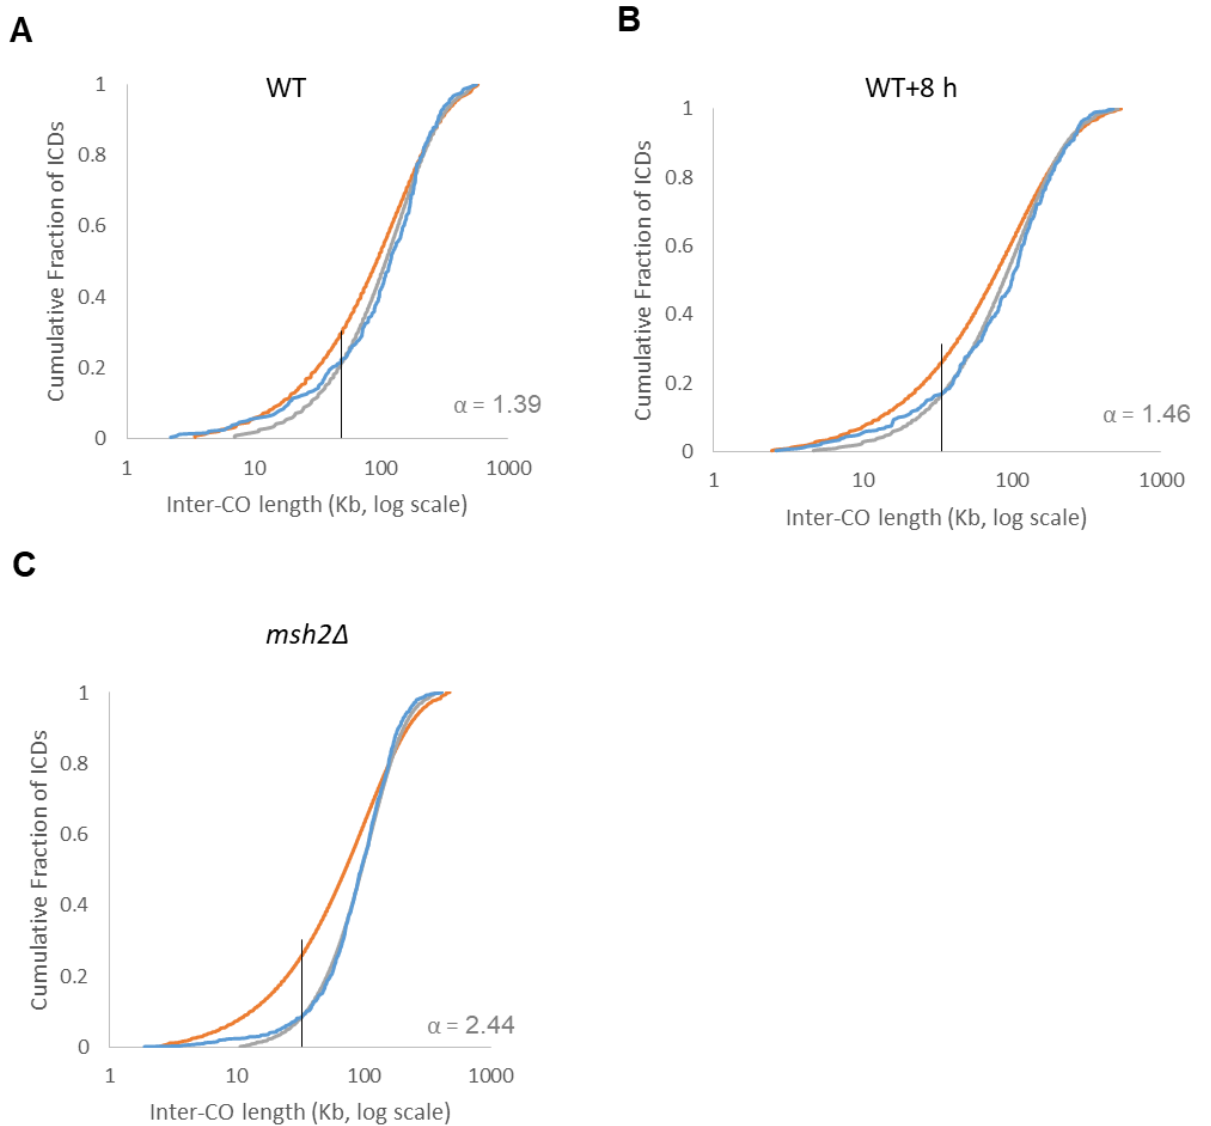 A
WT
1
0.8
0.6
0.4
0.2
0
Cumulative Fraction of ICDs
α = 1.39
1 10 100 1000
Inter-CO length (Kb, log scale)
B
WT+8 h
1
0.8
0.6
0.4
0.2
0
Cumulative Fraction of ICDs
α = 1.46
1 10 100 1000
Inter-CO length (Kb, log scale)
C
msh2Δ
1
0.8
0.6
0.4
0.2
0
Cumulative Fraction of ICDs
α = 2.44
1 10 100 1000
Inter-CO length (Kb, log scale)